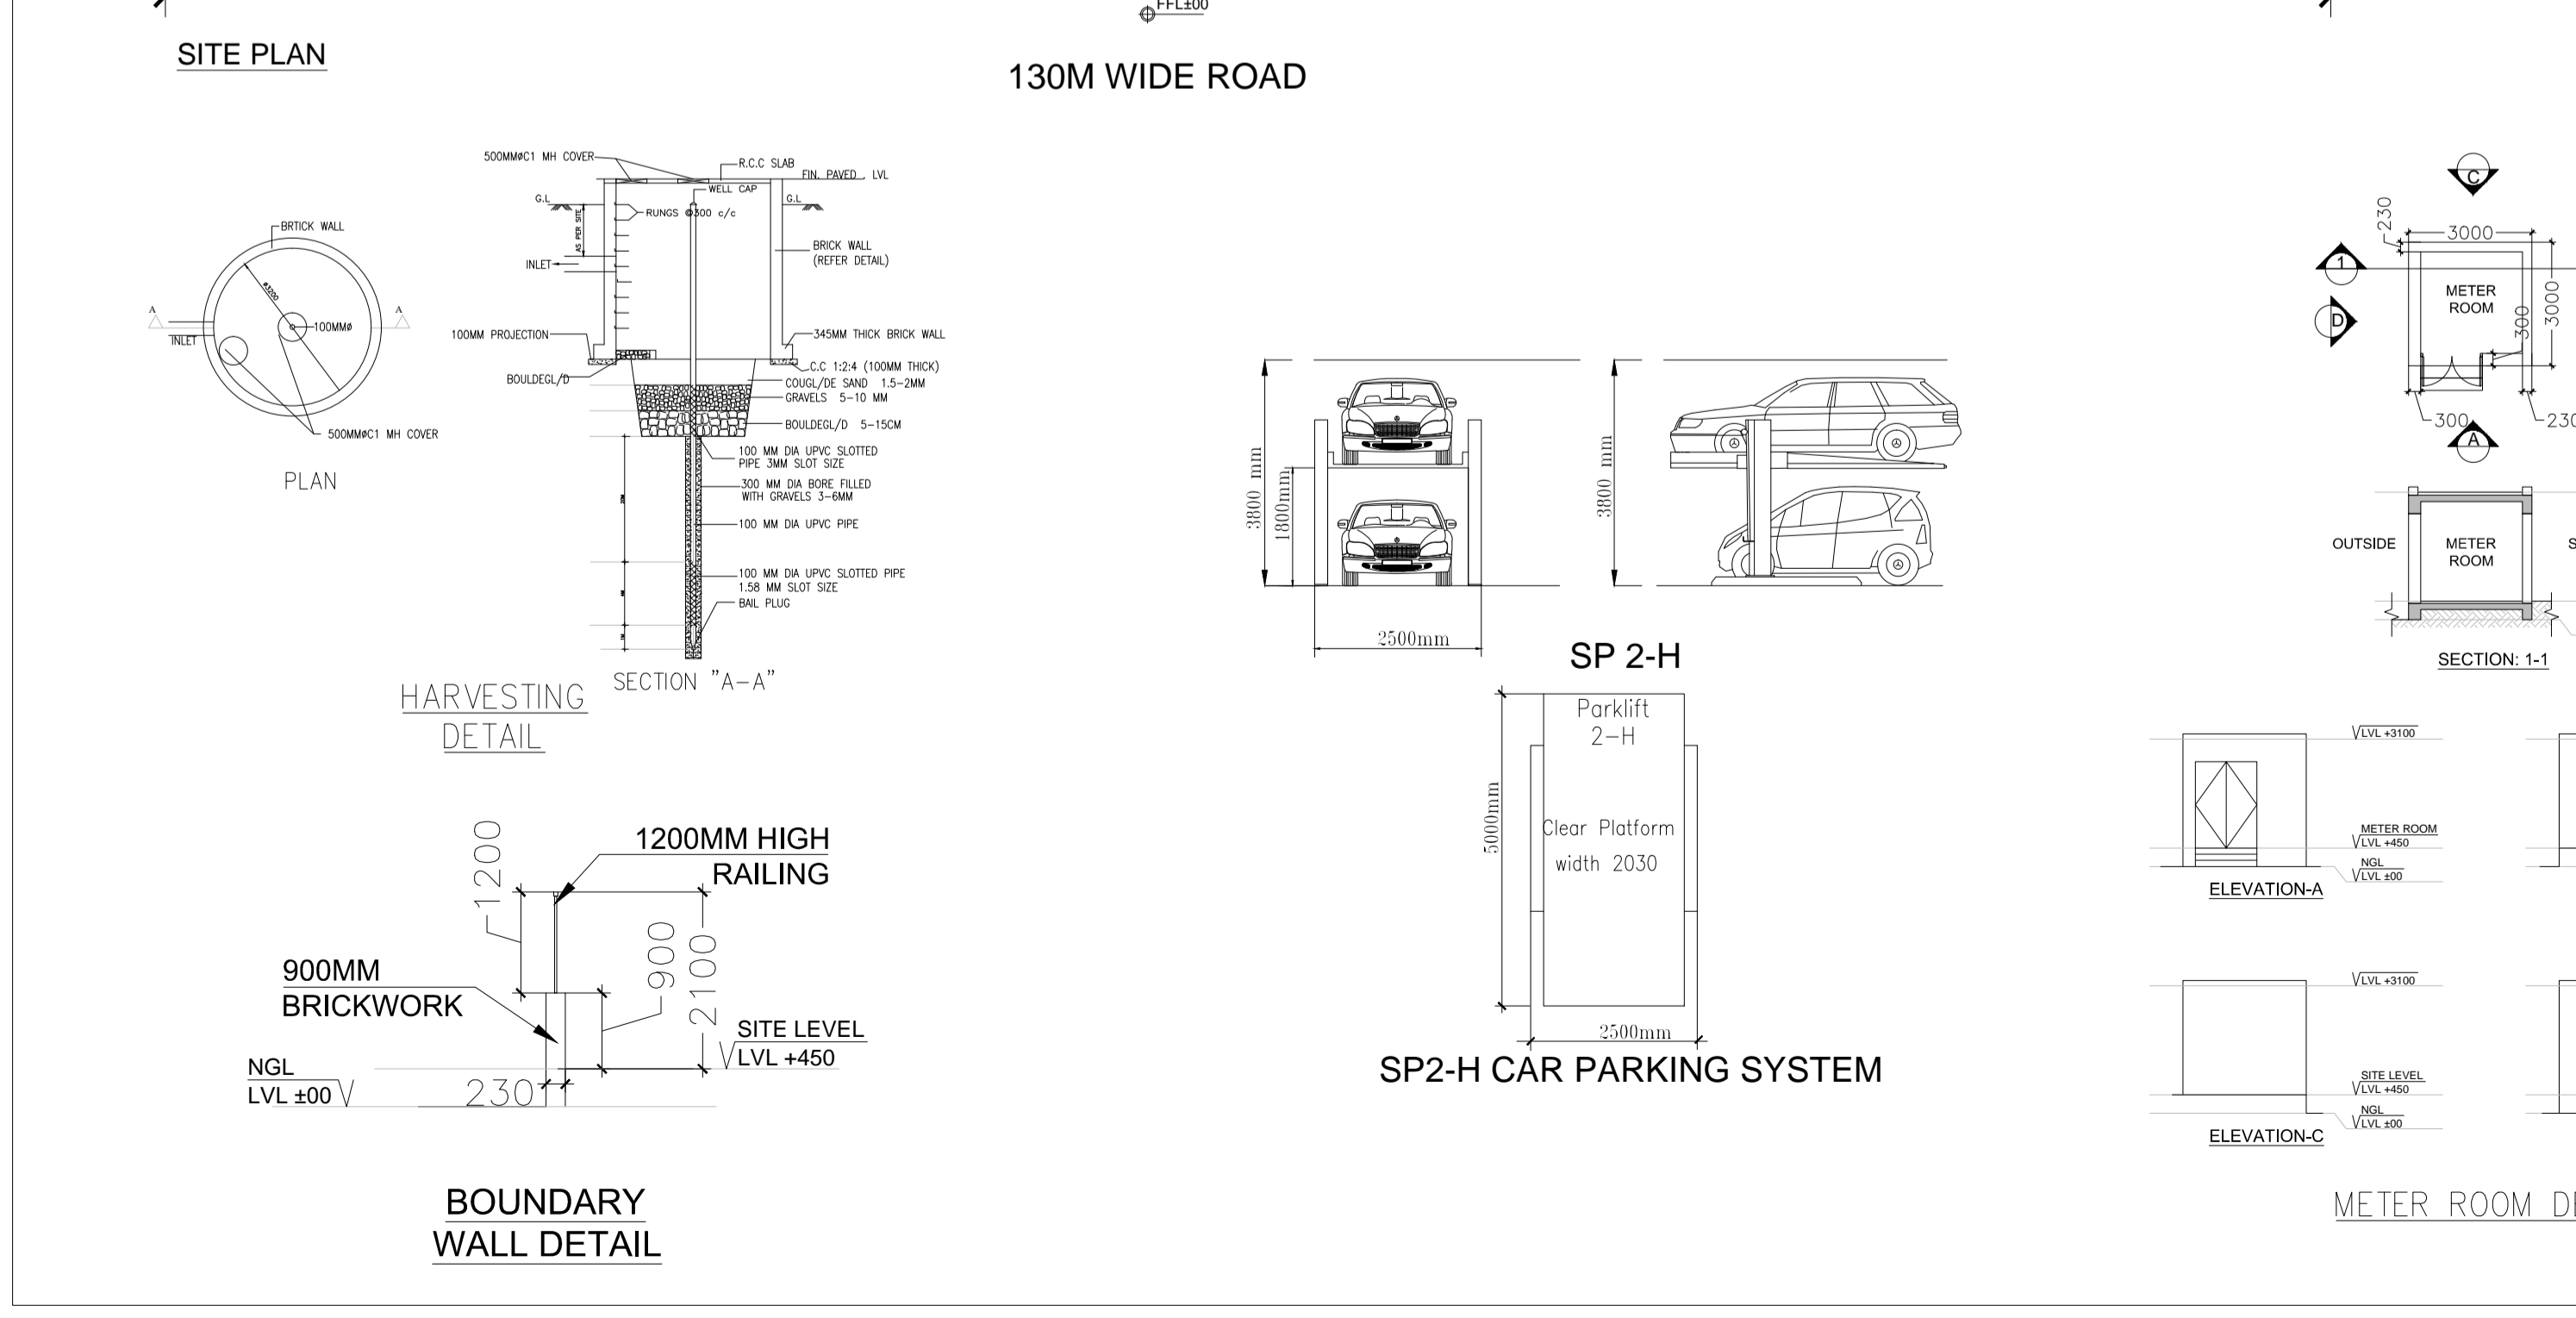 FFL±00
SITE PLAN
130M WIDE ROAD
BRTICK WALL
ø3200
100MMø
A
A
INLET
500MMØC1 MH COVER
PLAN
500MMØC1 MH COVER
R.C.C SLAB
FIN. PAVED . LVL
WELL CAP
G.L
G.L
RUNGS @300 c/c
AS PER SITE
INLET
BRICK WALL
(REFER DETAIL)
100MM PROJECTION
345MM THICK BRICK WALL
BOULDEGL/D
C.C 1:2:4 (100MM THICK)
COUGL/DE SAND 1.5-2MM
GRAVELS 5-10 MM
BOULDEGL/D 5-15CM
100 MM DIA UPVC SLOTTED
PIPE 3MM SLOT SIZE
300 MM DIA BORE FILLED
WITH GRAVELS 3-6MM
100 MM DIA UPVC PIPE
100 MM DIA UPVC SLOTTED PIPE
1.58 MM SLOT SIZE
BAIL PLUG
SECTION "A-A"
HARVESTING
DETAIL
1200
1200MM HIGH
RAILING
900
2100
900MM
BRICKWORK
SITE LEVEL
LVL +450
NGL
LVL ±00
230
BOUNDARY
WALL DETAIL
3800 mm
1800mm
2500mm
3800 mm
SP 2-H
Parklift
2-H
5000mm
Clear Platform
width 2030
2500mm
SP2-H CAR PARKING SYSTEM
C
230
3000
1
METER
ROOM
3000
300
D
300
230
A
OUTSIDE
METER
ROOM
S
SECTION: 1-1
LVL +3100
METER ROOM
LVL +450
NGL
LVL ±00
ELEVATION-A
LVL +3100
SITE LEVEL
LVL +450
NGL
LVL ±00
ELEVATION-C
METER ROOM DE